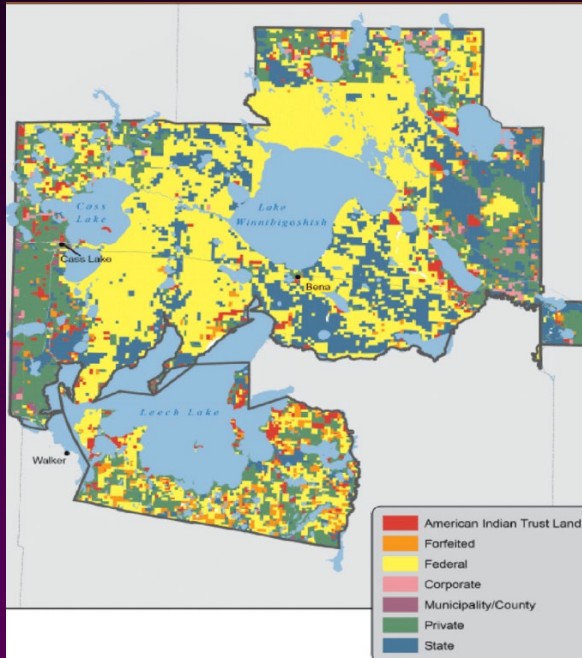 Cass
Lake
Lake
Winnibigoshish
Cass Lake
Bena
Leech Lake
Walker
American Indian Trust Land
Forfeited
Federal
Corporate
Municipality/County
Private
State